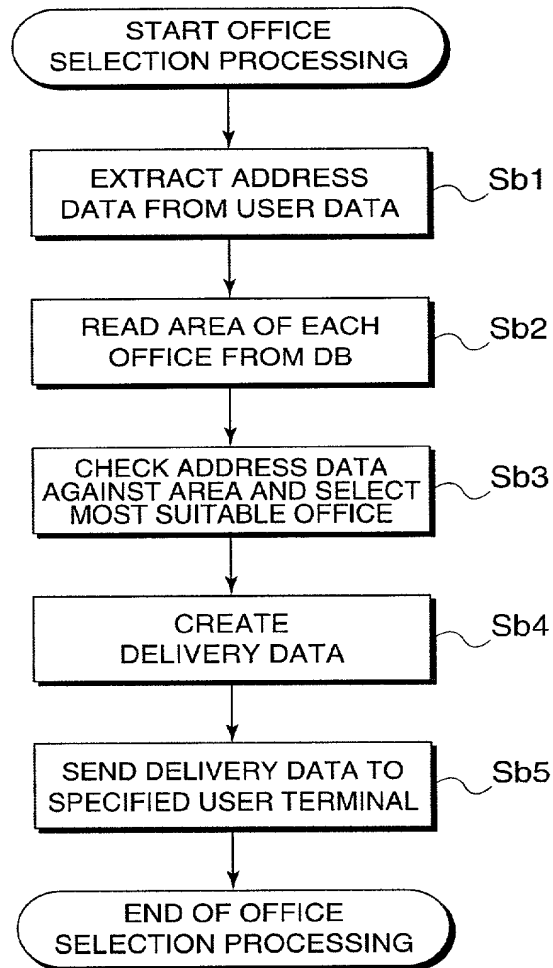 START OFFICE
SELECTION PROCESSING
EXTRACT ADDRESS
DATA FROM USER DATA
Sb1
READ AREA OF EACH
OFFICE FROM DB
Sb2
CHECK ADDRESS DATA
AGAINST AREA AND SELECT
MOST SUITABLE OFFICE
Sb3
CREATE
DELIVERY DATA
Sb4
SEND DELIVERY DATA TO
SPECIFIED USER TERMINAL
Sb5
END OF OFFICE
SELECTION PROCESSING